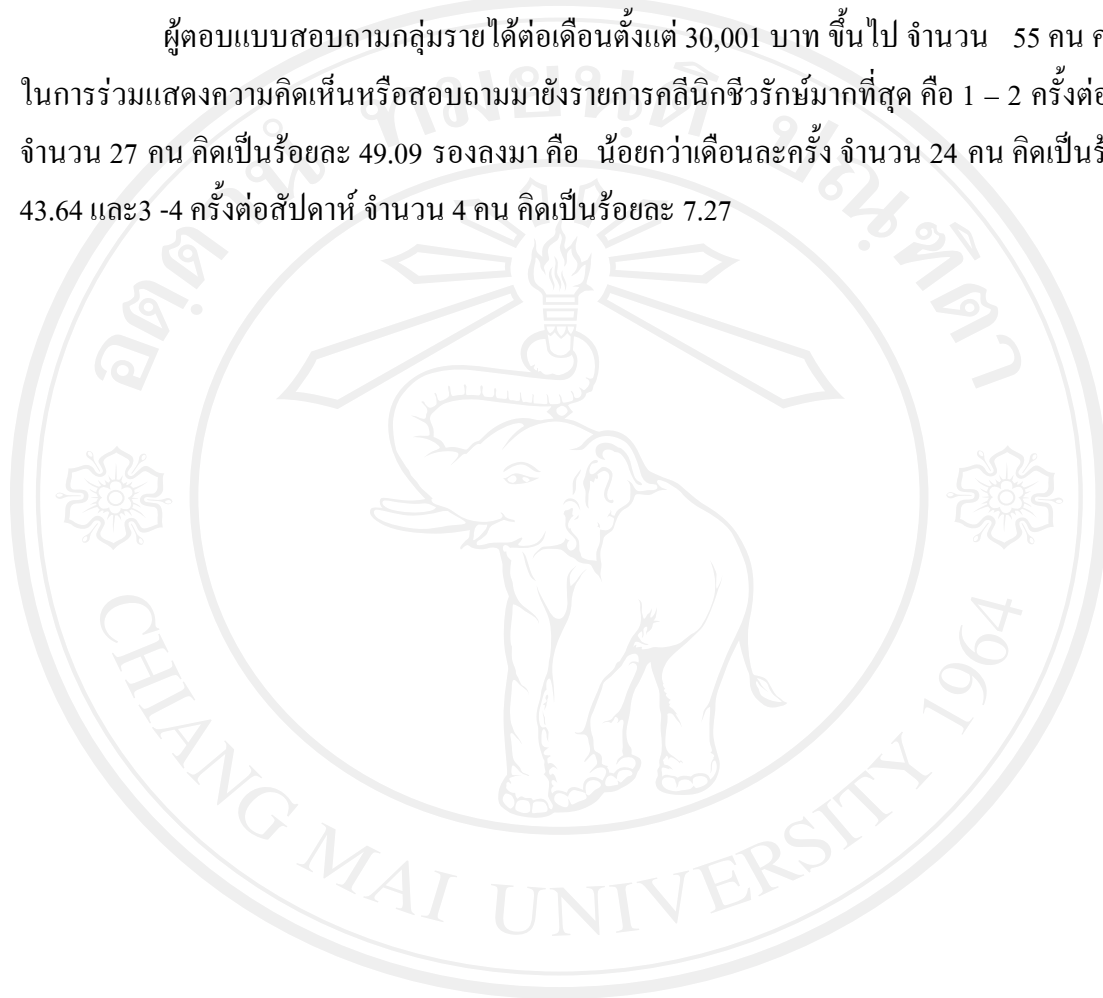 ผู้ตอบแบบสอบถามกลุ่มรายได้ต่อเดือนตั้งแต่ 30,001 บาท ขึ้นไป จำนวน 55 คน
ในการร่วมแสดงความคิดเห็นหรือสอบถามมายังรายการคลีนิกชีวรักษ์มากที่สุด คือ 1 – 2 ครั้งต่อ
จำนวน 27 คน คิดเป็นร้อยละ 49.09 รองลงมา คือ น้อยกว่าเดือนละครั้ง จำนวน 24 คน คิดเป็นร้
43.64 และ3 -4 ครั้งต่อสัปดาห์ จำนวน 4 คน คิดเป็นร้อยละ 7.27
CHIANG MAI UNIVERSITY 1964